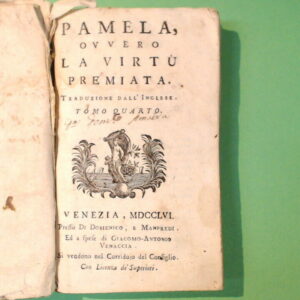 PAMELA,
OVVERO
LA VIRTÙ
PREMIATA.
TRADUZIONE DALL'INGLESE.
TOMO QUARTO.
VENEZIA, MDCCLVI.
Presso DI DOMENICO, E MANFREDI.
Ed a spese di GIACOMO-ANTONIO
VENACCIA
Si vendono nel Corridoio del Consiglio.
Con Licenza de' Superiori.